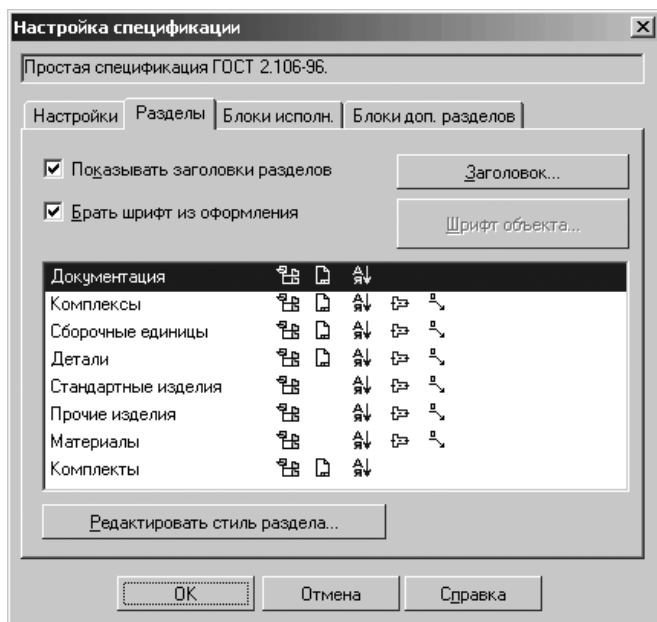 Настройка спецификации
Простая спецификация ГОСТ 2.106-96.
Настройки Разделы Блоки исполн. Блоки доп. разделов
Показывать заголовки разделов Заголовок...
Брать шрифт из оформления Шрифт объекта...
Документация
Комплексы
Сборочные единицы
Детали
Стандартные изделия
Прочие изделия
Материалы
Комплекты
Редактировать стиль раздела...
OK Отмена Справка